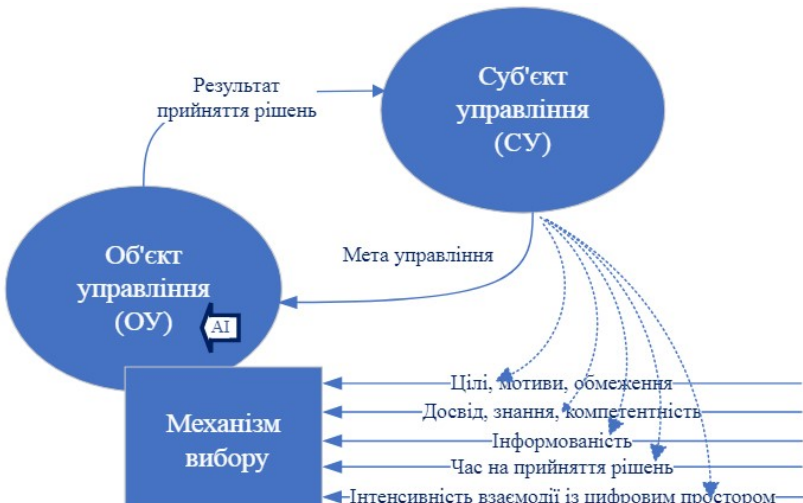 Суб'єкт
управління
(СУ)
Результат
прийняття рішень
Мета управління
Об'єкт
управління
(ОУ)
AI
Механізм
вибору
Цілі, мотиви, обмеження
Досвід, знання, компетентність
Інформованість
Час на прийняття рішень
Інтенсивність взаємодії із цифровим простором